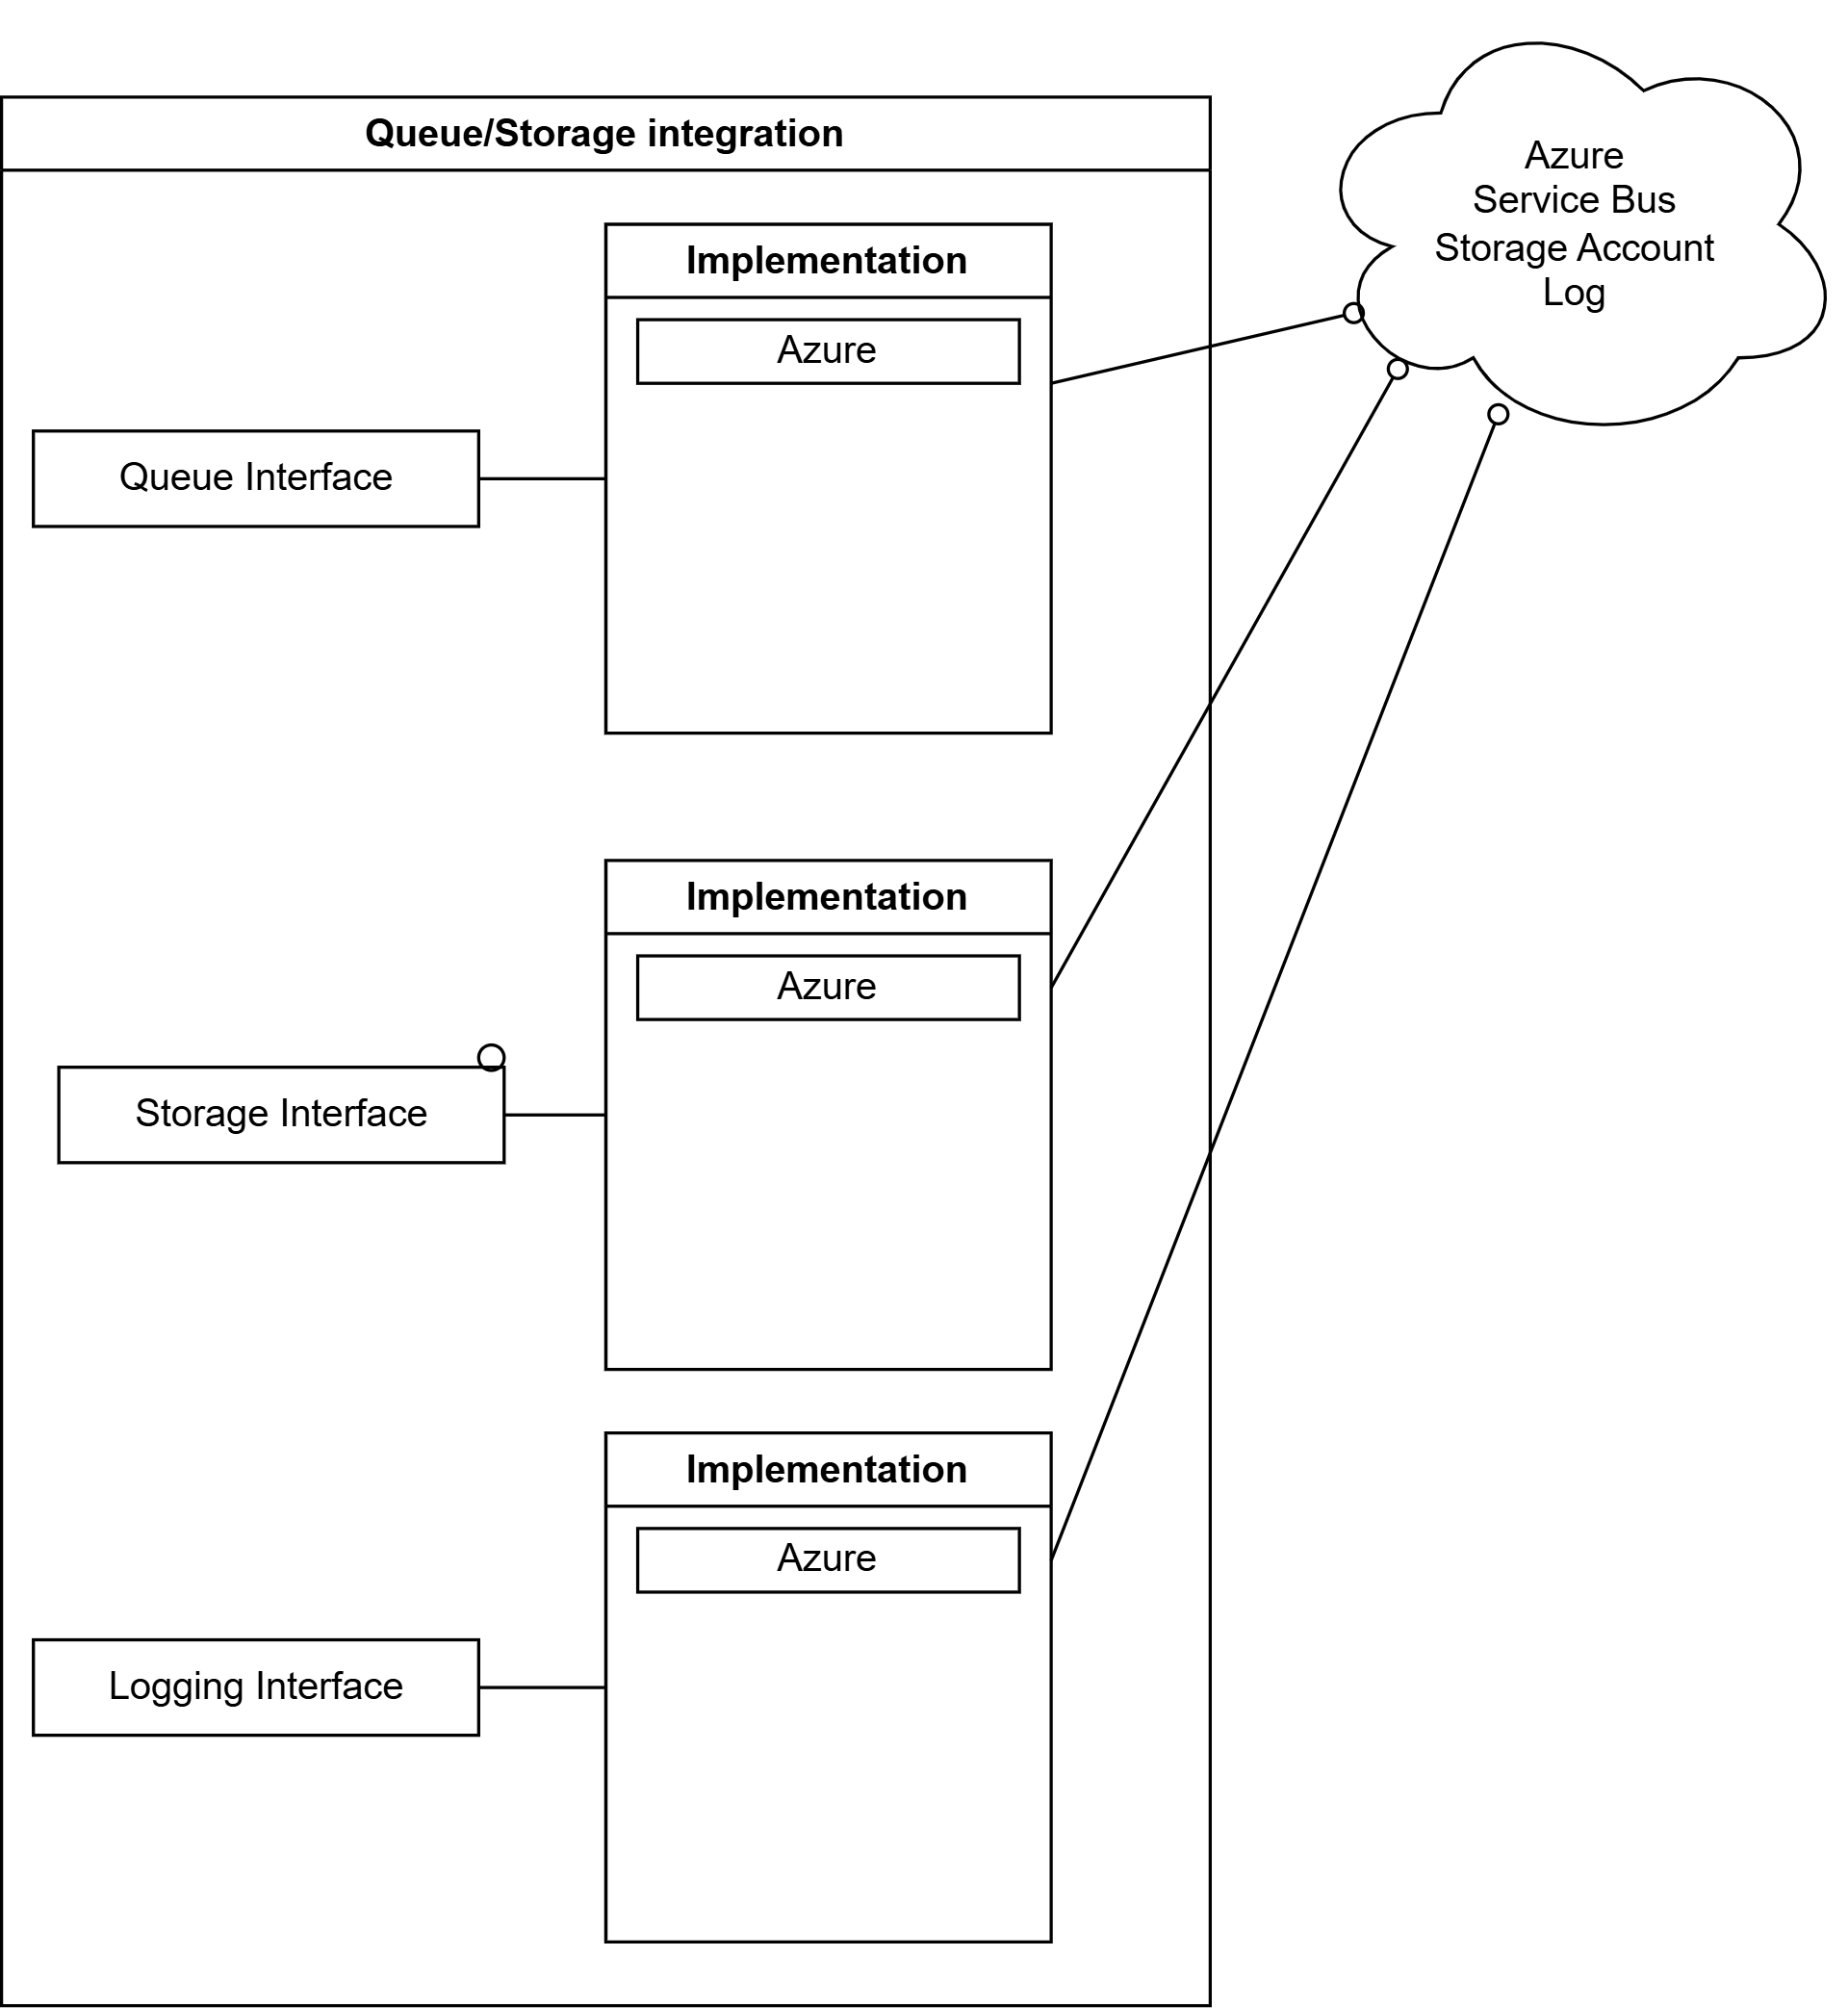 Queue/Storage integration
Azure
Service Bus
Storage Account
Log
Implementation
Azure
Queue Interface
Implementation
Azure
Storage Interface
Implementation
Azure
Logging Interface